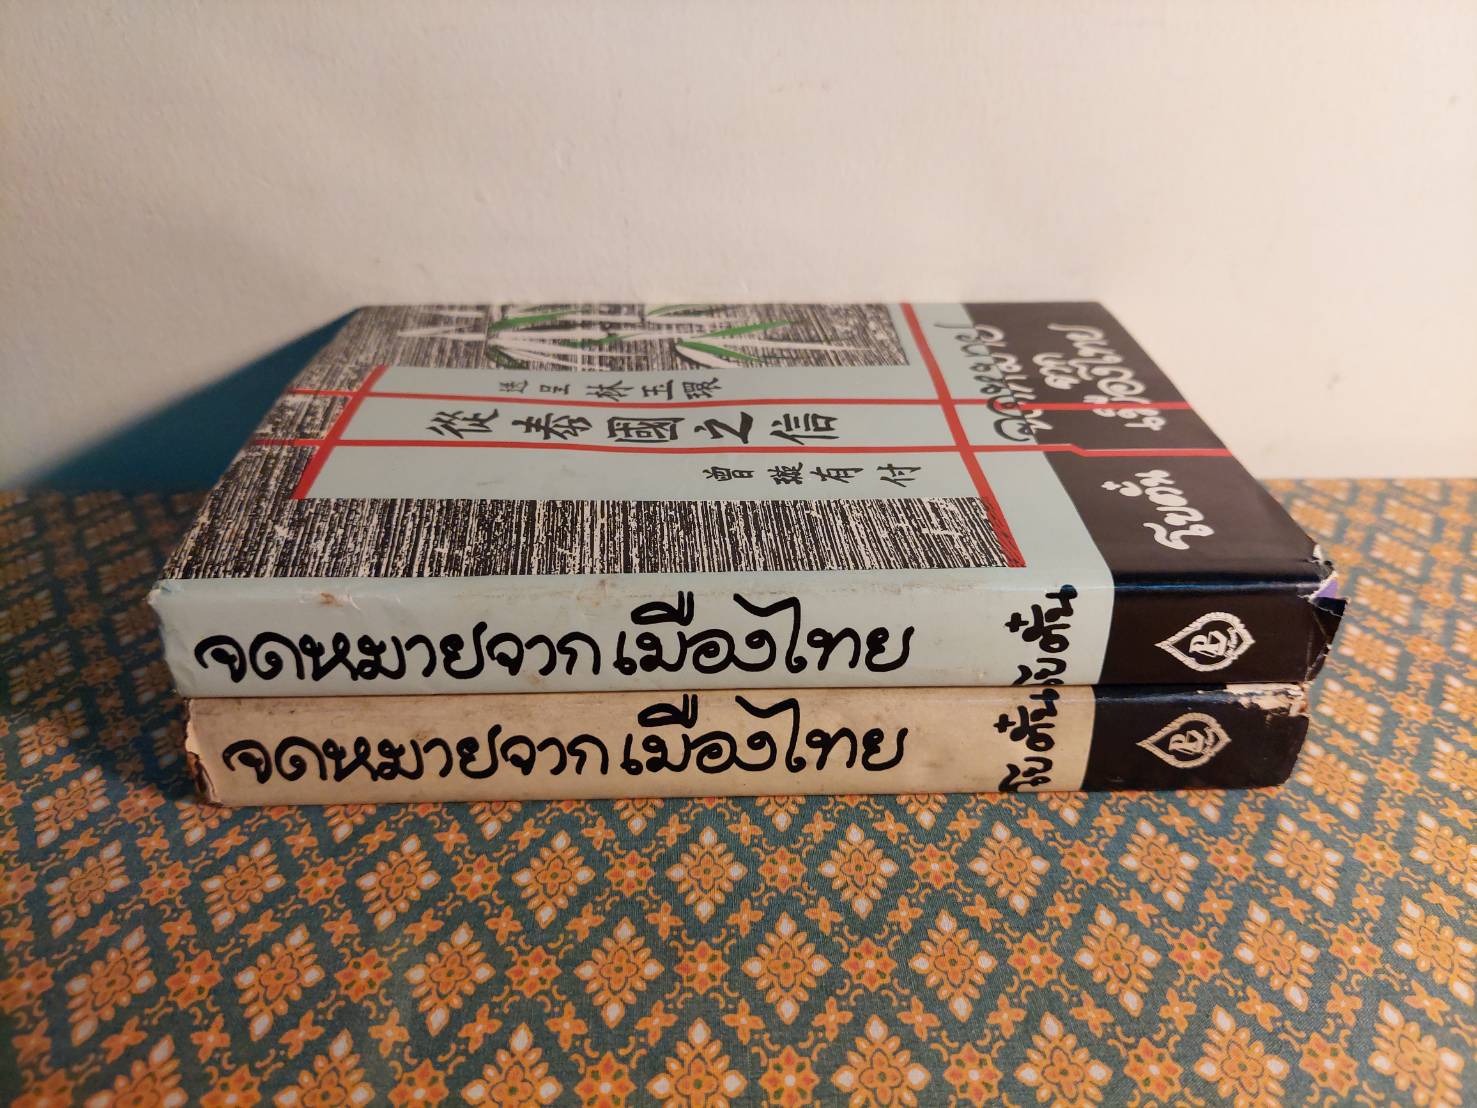 送呈 林玉環
從泰國之信
曾璇有付
จดหมาย
จาก
เมืองไทย
โบตั๋น
จดหมายจากเมืองไทย
โบตั๋น
จดหมายจากเมืองไทย
โบตั๋น